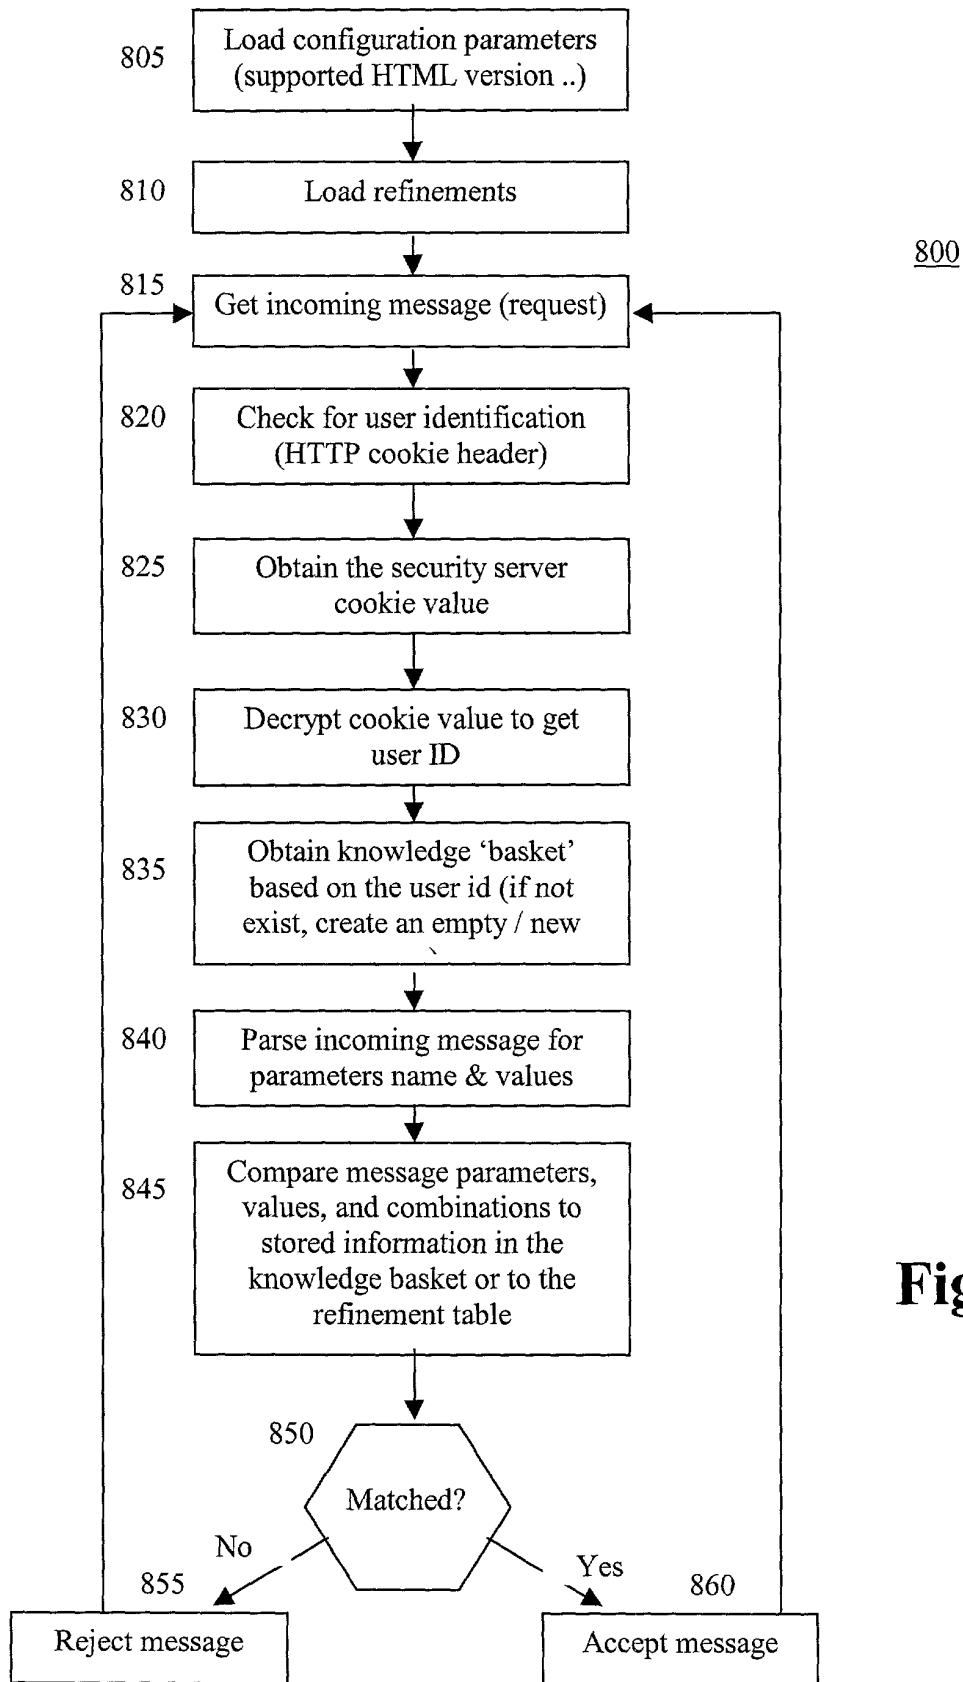 805
Load configuration parameters
(supported HTML version ..)
810
Load refinements
800
815
Get incoming message (request)
820
Check for user identification
(HTTP cookie header)
825
Obtain the security server
cookie value
830
Decrypt cookie value to get
user ID
835
Obtain knowledge ‘basket’
based on the user id (if not
exist, create an empty / new
840
Parse incoming message for
parameters name & values
845
Compare message parameters,
values, and combinations to
stored information in the
knowledge basket or to the
refinement table
Fig
850
Matched?
No
Yes
855
860
Reject message
Accept message